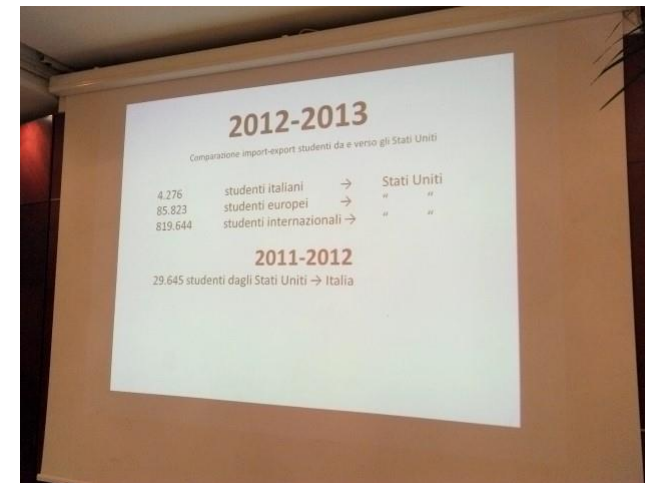 2012-2013
Comparazione import-export studenti da e verso gli Stati Uniti
4.276 studenti italiani → Stati Uniti
85.823 studenti europei → " "
819.644 studenti internazionali → " "
2011-2012
29.645 studenti dagli Stati Uniti → Italia